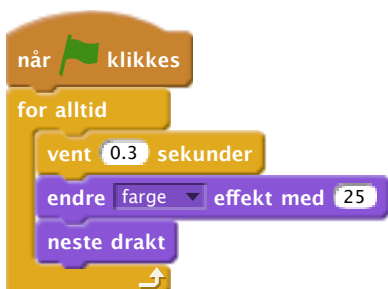 når klikkes
for alltid
vent 0.3 sekunder
endre farge effekt med 25
neste drakt